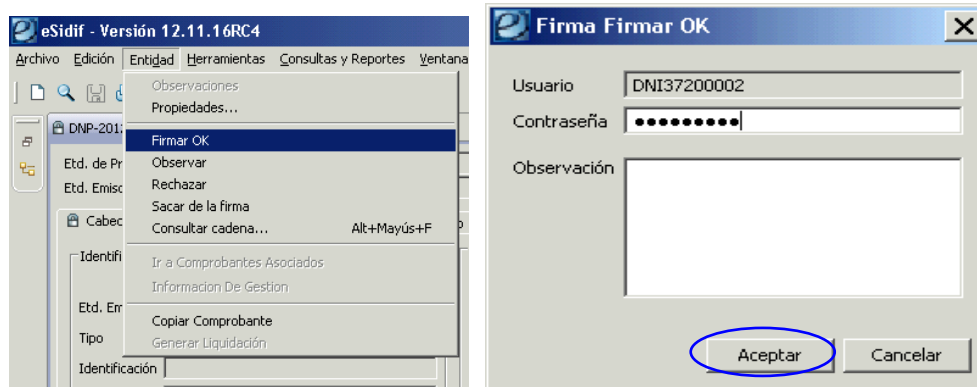 eSidif - Versión 12.11.16RC4
Archivo Edición Entidad Herramientas Consultas y Reportes Ventana
Observaciones
Propiedades...
DNP-201
Firmar OK
Etd. de Pr
Observar
Etd. Emisc
Rechazar
Sacar de la firma
Cabec
Consultar cadena... Alt+Mayús+F
Identifi
Ir a Comprobantes Asociados
Informacion De Gestion
Etd. Em
Copiar Comprobante
Tipo
Generar Liquidación
Identificación
Firma Firmar OK
Usuario DNI37200002
Contraseña ●●●●●●●●●
Observación
Aceptar Cancelar